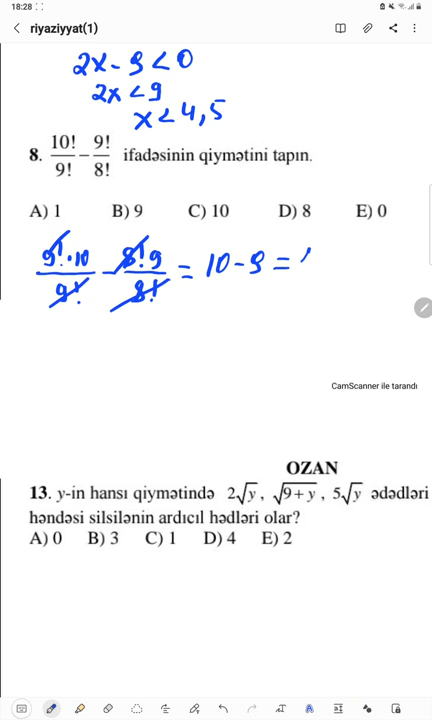 18:28
riyaziyyat(1)
2x - 9 < 0
2x < 9
x < 4,5
8. 10!/9! − 9!/8! ifadəsinin qiymətini tapın.
A) 1 B) 9 C) 10 D) 8 E) 0
9!·10/9! - 8!9/8! = 10 - 9 = 1
CamScanner ilə tarandı
OZAN
13. y-in hansı qiymətində 2√y, √9+y, 5√y ədədləri
həndəsi silsilənin ardıcıl hədləri olar?
A) 0 B) 3 C) 1 D) 4 E) 2